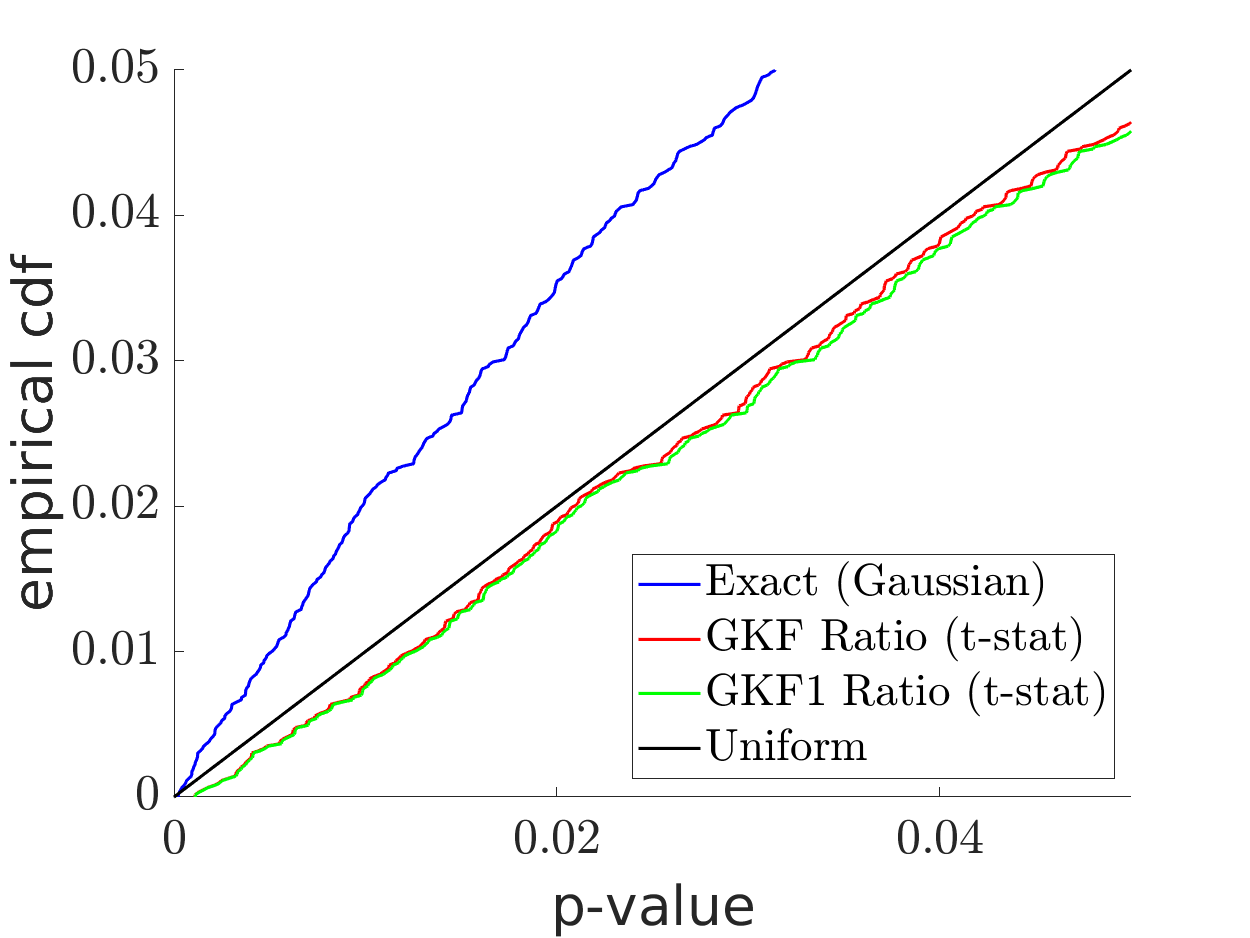 0.05
0.04
0.03
0.02
0.01
0
empirical cdf
Exact (Gaussian)
GKF Ratio (t-stat)
GKF1 Ratio (t-stat)
Uniform
0
0.02
0.04
p-value